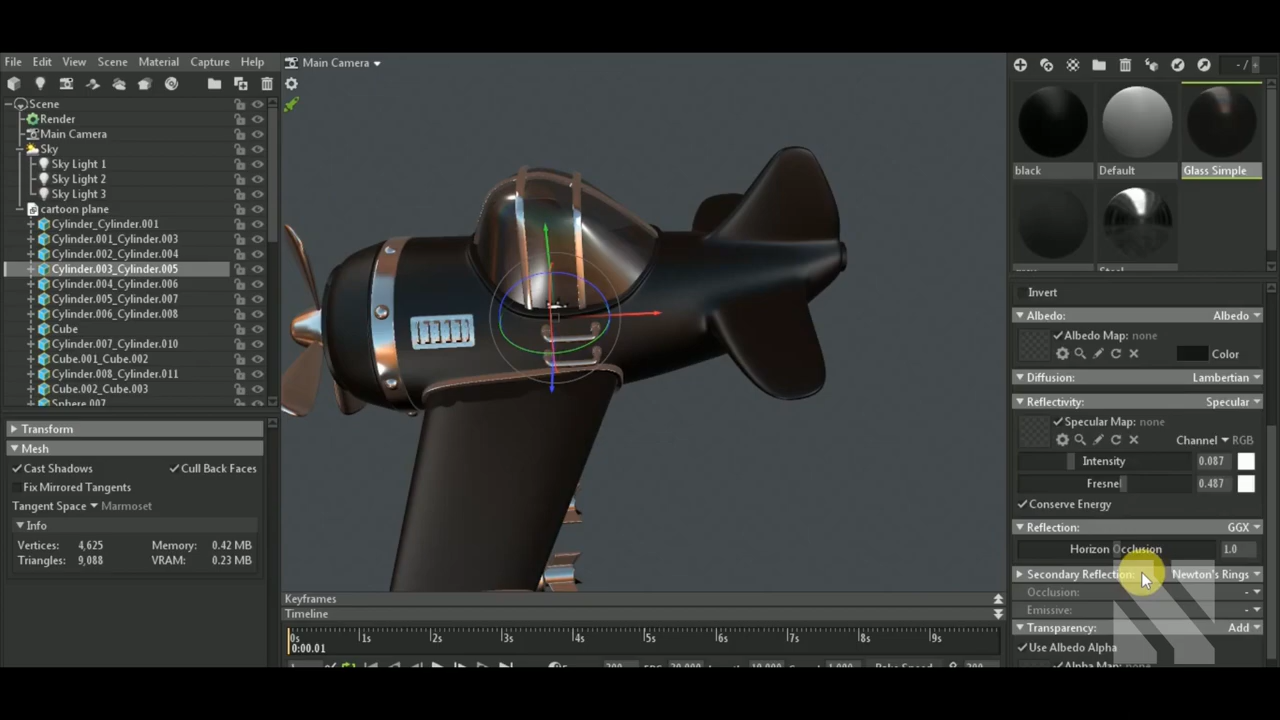 File Edit View Scene Material Capture Help
Main Camera
- /
Scene
Render
Main Camera
Sky
Sky Light 1
Sky Light 2
Sky Light 3
cartoon plane
Cylinder_Cylinder.001
Cylinder.001_Cylinder.003
Cylinder.002_Cylinder.004
Cylinder.003_Cylinder.005
Cylinder.004_Cylinder.006
Cylinder.005_Cylinder.007
Cylinder.006_Cylinder.008
Cube
Cylinder.007_Cylinder.010
Cube.001_Cube.002
Cylinder.008_Cylinder.011
Cube.002_Cube.003
Sphere.007
Transform
Mesh
Cast Shadows Cull Back Faces
Fix Mirrored Tangents
Tangent Space Marmoset
Info
Vertices: 4,625 Memory: 0.42 MB
Triangles: 9,088 VRAM: 0.23 MB
Keyframes
Timeline
0s 1s 2s 3s 4s 5s 6s 7s 8s 9s
0:00.01
black Default Glass Simple
gray Steel
Invert
Albedo: Albedo
Albedo Map: none
Color
Diffusion: Lambertian
Reflectivity: Specular
Specular Map: none
Channel RGB
Intensity 0.087
Fresnel 0.487
Conserve Energy
Reflection: GGX
Horizon Occlusion 1.0
Secondary Reflection: Newton's Rings
Occlusion: -
Emissive: -
Transparency: Add
Use Albedo Alpha
Alpha Map: none